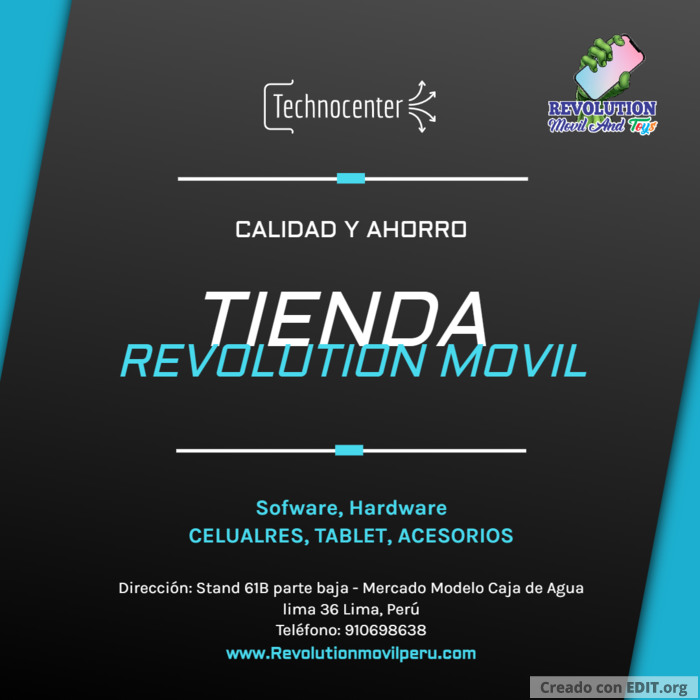 Technocenter
REVOLUTION
Movil And Toys
CALIDAD Y AHORRO
TIENDA
REVOLUTION MOVIL
Sofware, Hardware
CELUALRES, TABLET, ACESORIOS
Dirección: Stand 61B parte baja - Mercado Modelo Caja de Agua
lima 36 Lima, Perú
Teléfono: 910698638
www.Revolutionmovilperu.com
Creado con EDIT.org